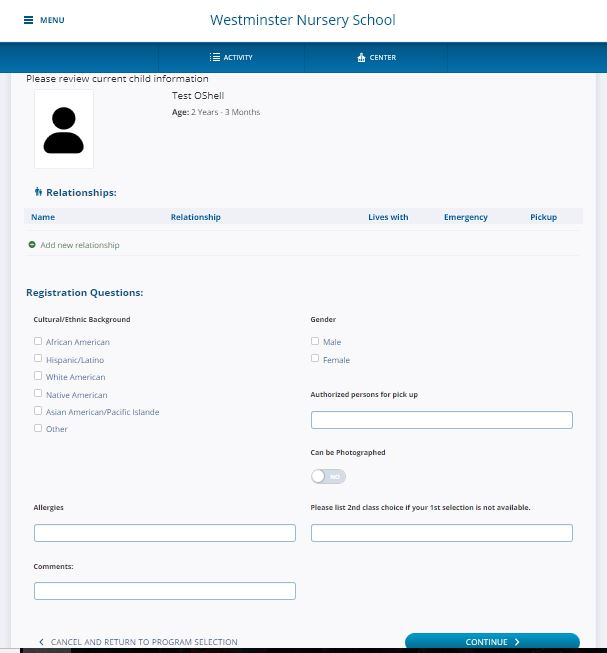 MENU
Westminster Nursery School
ACTIVITY
CENTER
Please review current child information
Test OShell
Age: 2 Years - 3 Months
Relationships:
Name Relationship Lives with Emergency Pickup
Add new relationship
Registration Questions:
Cultural/Ethnic Background
African American
Hispanic/Latino
White American
Native American
Asian American/Pacific Islande
Other
Gender
Male
Female
Authorized persons for pick up
Can be Photographed
NO
Allergies
Please list 2nd class choice if your 1st selection is not available.
Comments:
CANCEL AND RETURN TO PROGRAM SELECTION
CONTINUE